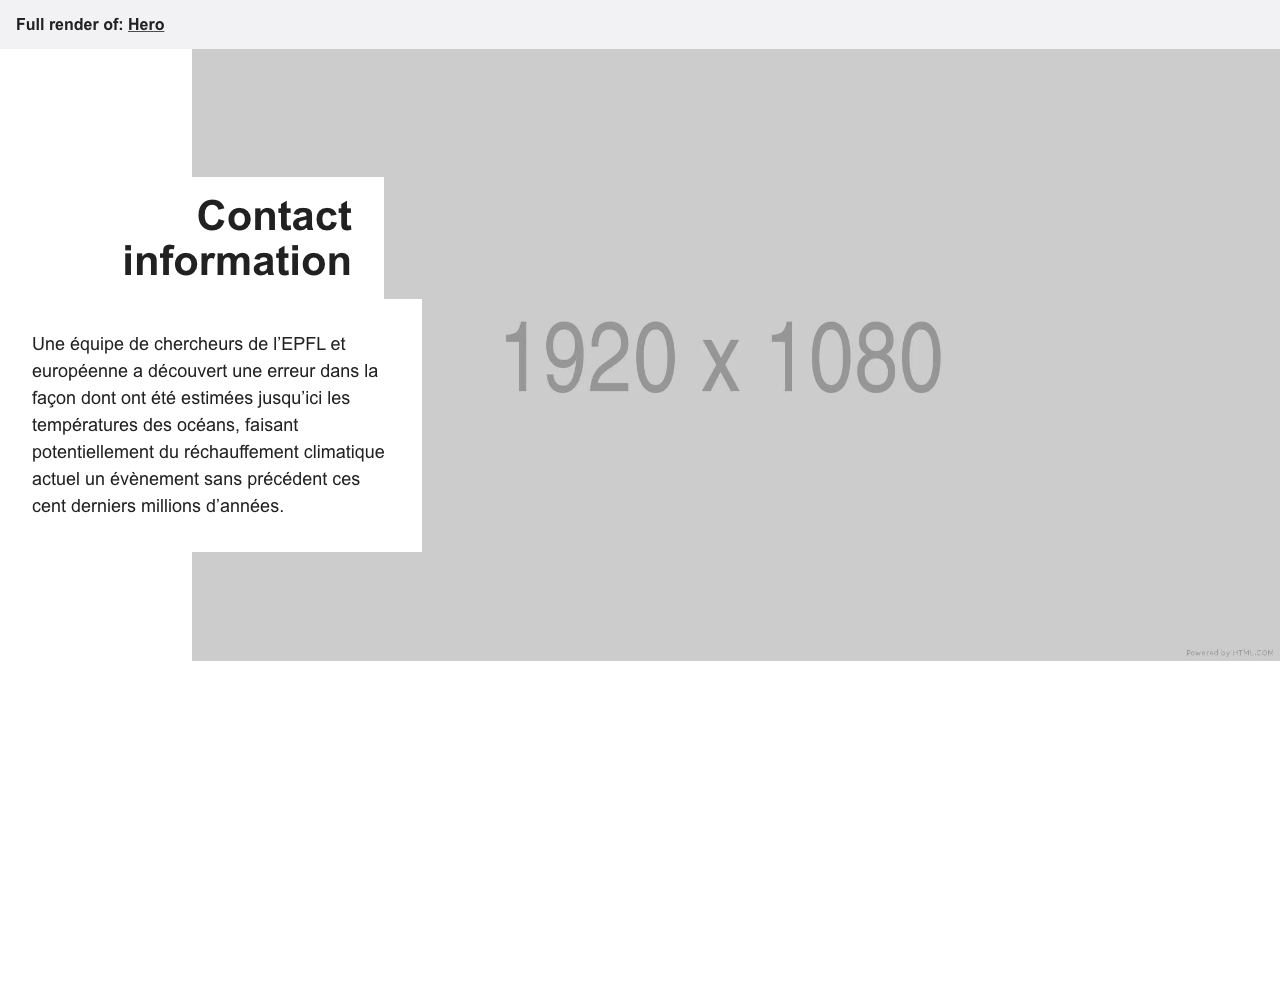 Full render of: Hero
Contact
information
Une équipe de chercheurs de l’EPFL et
européenne a découvert une erreur dans la
façon dont ont été estimées jusqu’ici les
températures des océans, faisant
potentiellement du réchauffement climatique
actuel un évènement sans précédent ces
cent derniers millions d’années.
1920 x 1080
Powered by HTML.COM